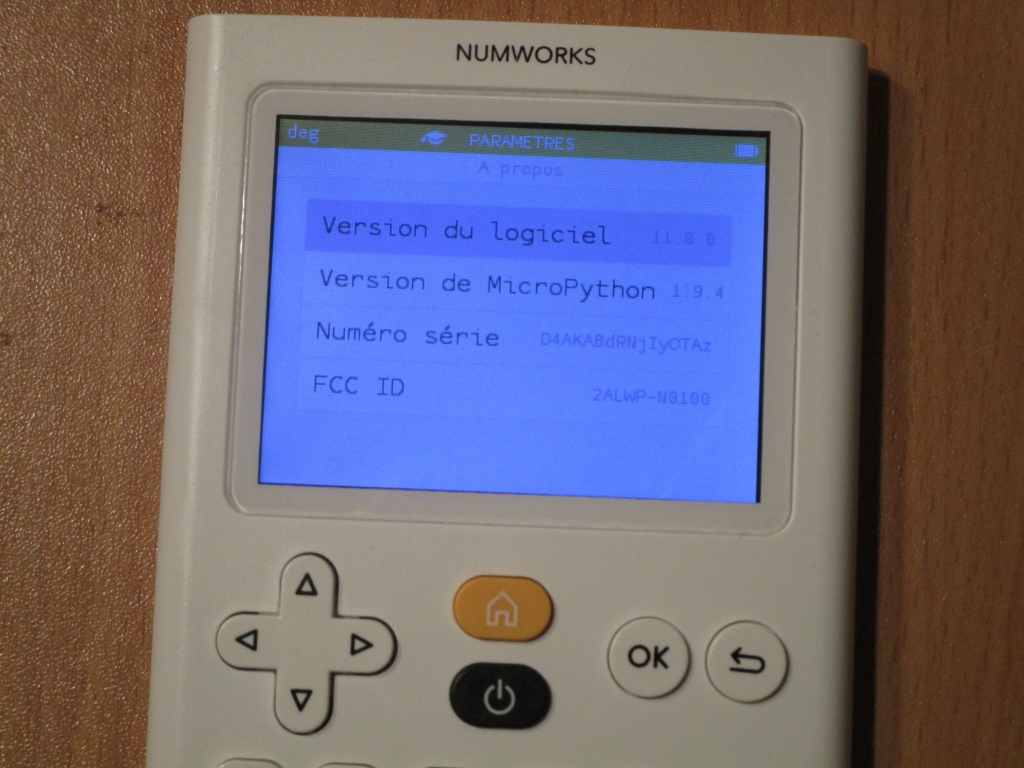 NUMWORKS
deg PARAMETRES
A propos
Version du logiciel 11.0.0
Version de MicroPython 1.9.4
Numéro série D4AKABdRNjIyOTAz
FCC ID 2ALWP-N0100
OK